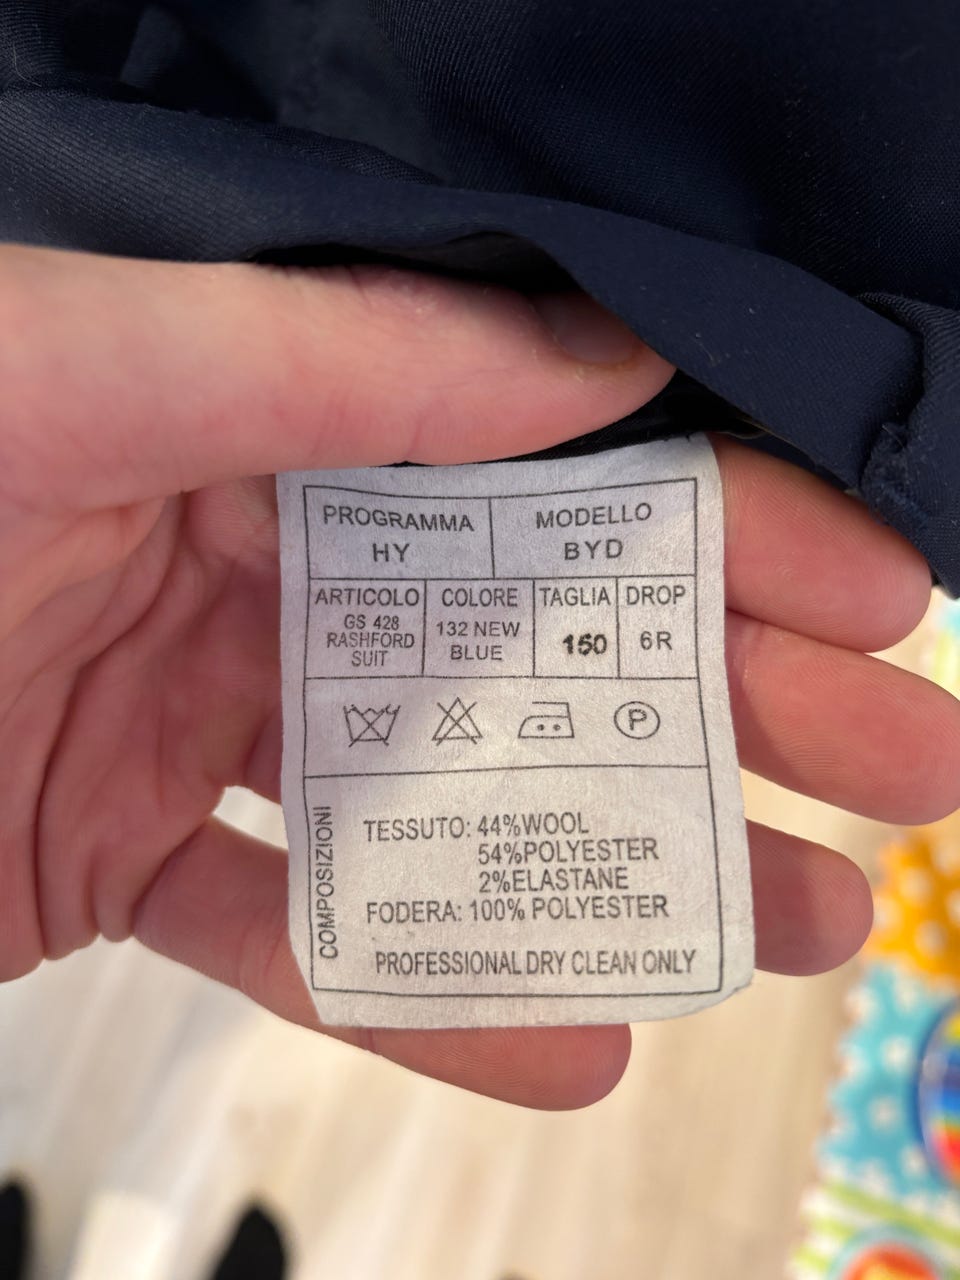 PROGRAMMA
HY
MODELLO
BYD
ARTICOLO
GS 428
RASHFORD
SUIT
COLORE
132 NEW
BLUE
TAGLIA
150
DROP
6R
P
COMPOSIZIONI
TESSUTO: 44%WOOL
54%POLYESTER
2%ELASTANE
FODERA: 100% POLYESTER
PROFESSIONAL DRY CLEAN ONLY